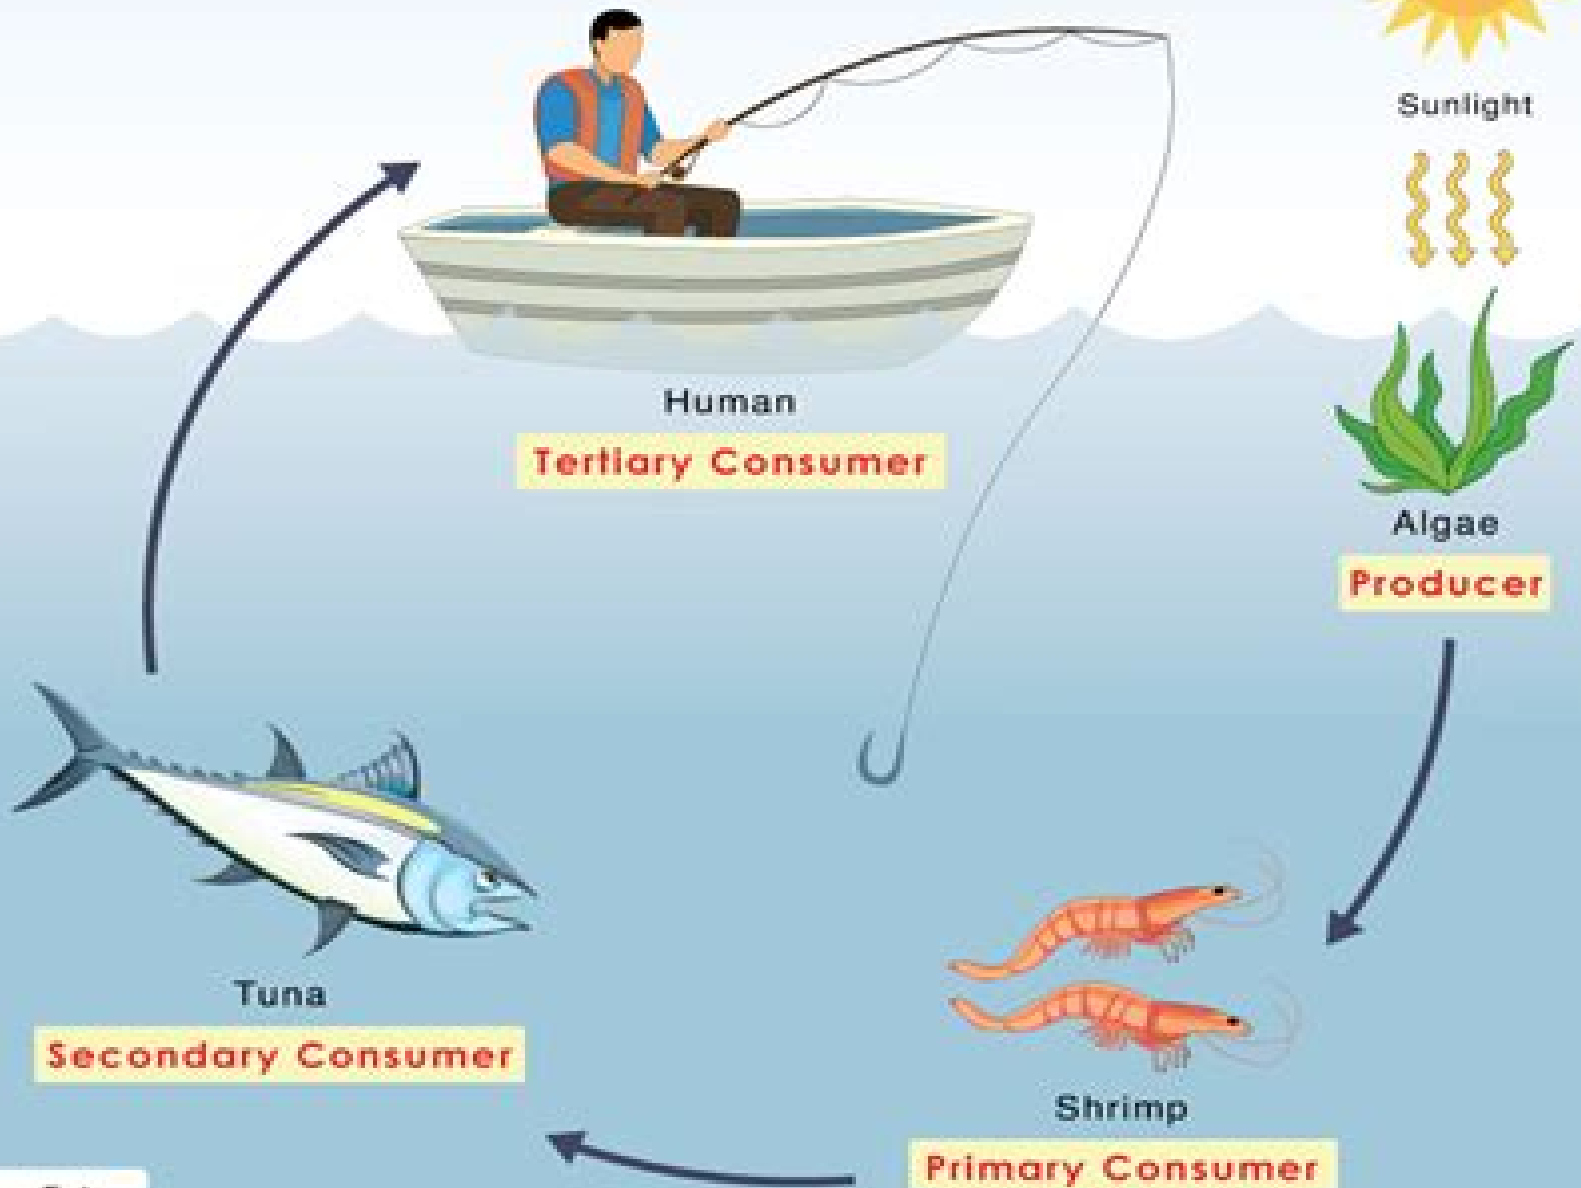 Sunlight
Human
Tertiary Consumer
Algae
Producer
Tuna
Secondary Consumer
Shrimp
Primary Consumer